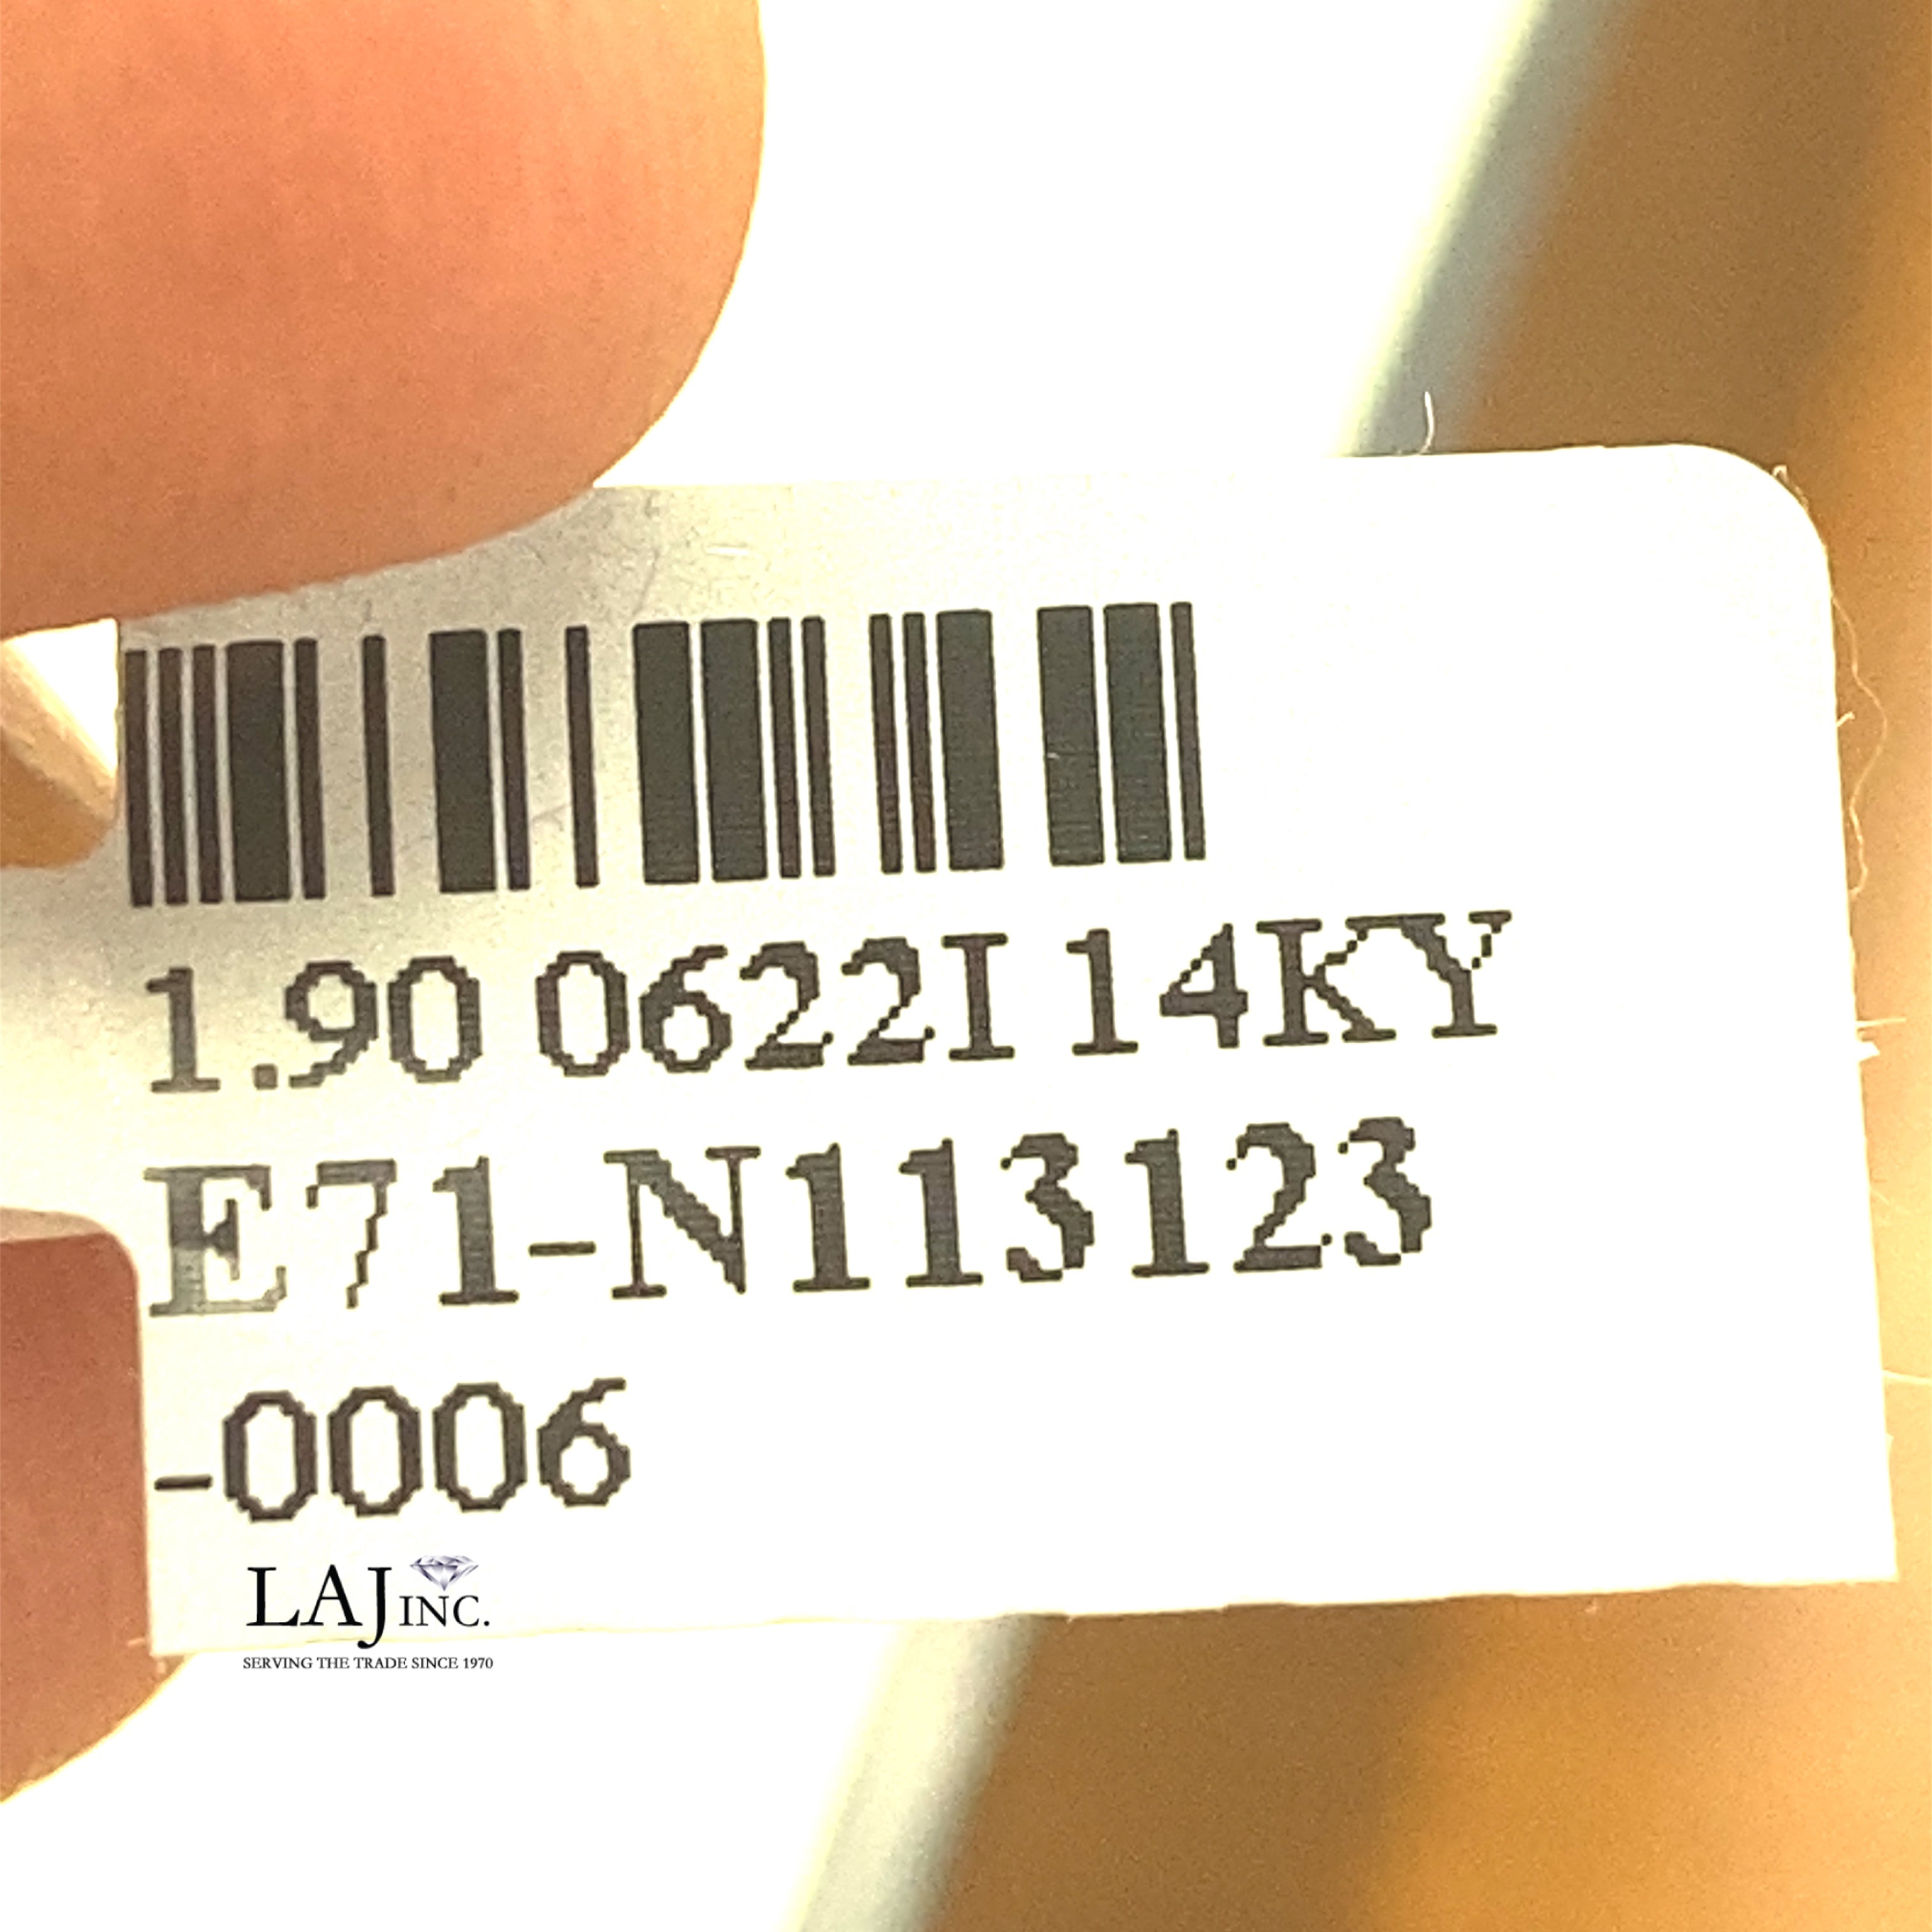 1.90 0622I 14KY
E71-N113123
-0006
LAJ INC.
SERVING THE TRADE SINCE 1970